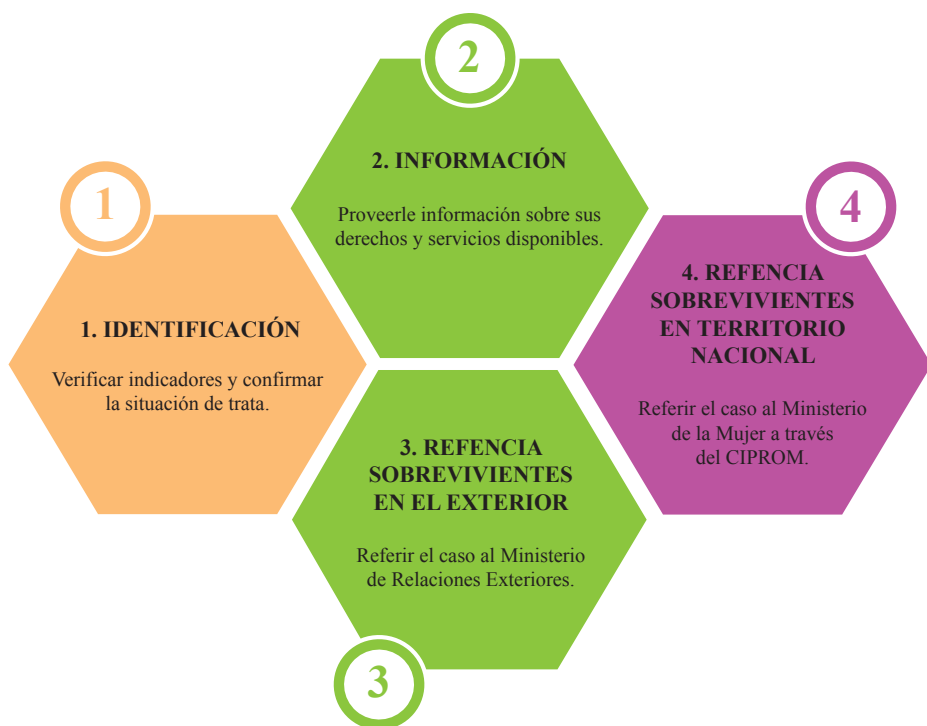 1
1. IDENTIFICACIÓN
Verificar indicadores y confirmar
la situación de trata.
2
2. INFORMACIÓN
Proveerle información sobre sus
derechos y servicios disponibles.
3. REFENCIA
SOBREVIVIENTES
EN EL EXTERIOR
Referir el caso al Ministerio
de Relaciones Exteriores.
3
4
4. REFENCIA
SOBREVIVIENTES
EN TERRITORIO
NACIONAL
Referir el caso al Ministerio
de la Mujer a través
del CIPROM.